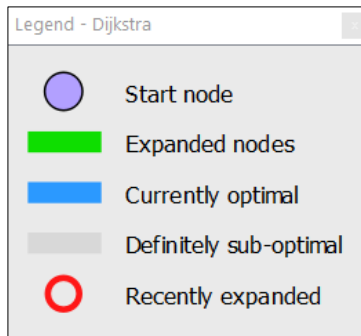 Legend - Dijkstra
Start node
Expanded nodes
Currently optimal
Definitely sub-optimal
Recently expanded